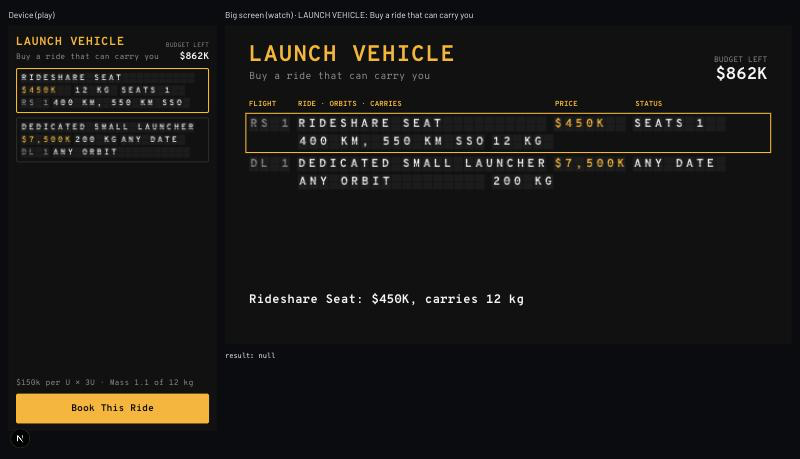 Device (play)
LAUNCH VEHICLE
Buy a ride that can carry you
BUDGET LEFT
$862K
RIDESHARE SEAT
$450K 12 KG SEATS 1
RS 1 400 KM, 550 KM SSO
DEDICATED SMALL LAUNCHER
$7,500K 200 KG ANY DATE
DL 1 ANY ORBIT
$150k per U × 3U · Mass 1.1 of 12 kg
Book This Ride
N
Big screen (watch) · LAUNCH VEHICLE: Buy a ride that can carry you
LAUNCH VEHICLE
Buy a ride that can carry you
BUDGET LEFT
$862K
FLIGHT RIDE · ORBITS · CARRIES PRICE STATUS
RS 1 RIDESHARE SEAT $450K SEATS 1
400 KM, 550 KM SSO 12 KG
DL 1 DEDICATED SMALL LAUNCHER $7,500K ANY DATE
ANY ORBIT 200 KG
Rideshare Seat: $450K, carries 12 kg
result: null